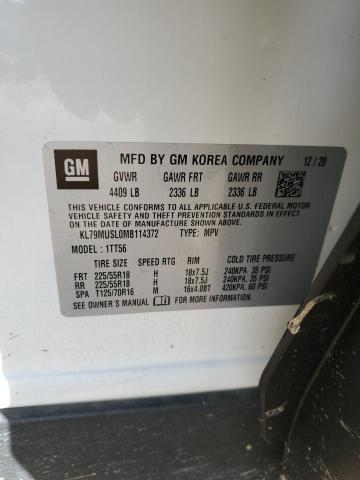 GM
MFD BY GM KOREA COMPANY 12/20
GVWR GAWR FRT GAWR RR
4409 LB 2336 LB 2336 LB
THIS VEHICLE CONFORMS TO ALL APPLICABLE U.S. FEDERAL MOTOR
VEHICLE SAFETY AND BUMPER STANDARDS IN EFFECT ON THE
DATE OF MANUFACTURE SHOWN ABOVE.
KL79MUSL0MB114372 TYPE: MPV
MODEL: 1TT56
TIRE SIZE SPEED RTG RIM COLD TIRE PRESSURE
FRT 225/55R18 H 18x7.5J 240KPA, 35 PSI
RR 225/55R18 H 18x7.5J 240KPA, 35 PSI
SPA T125/70R16 M 16x4.0BT 420KPA, 60 PSI
SEE OWNER'S MANUAL FOR ADDITIONAL INFORMATION